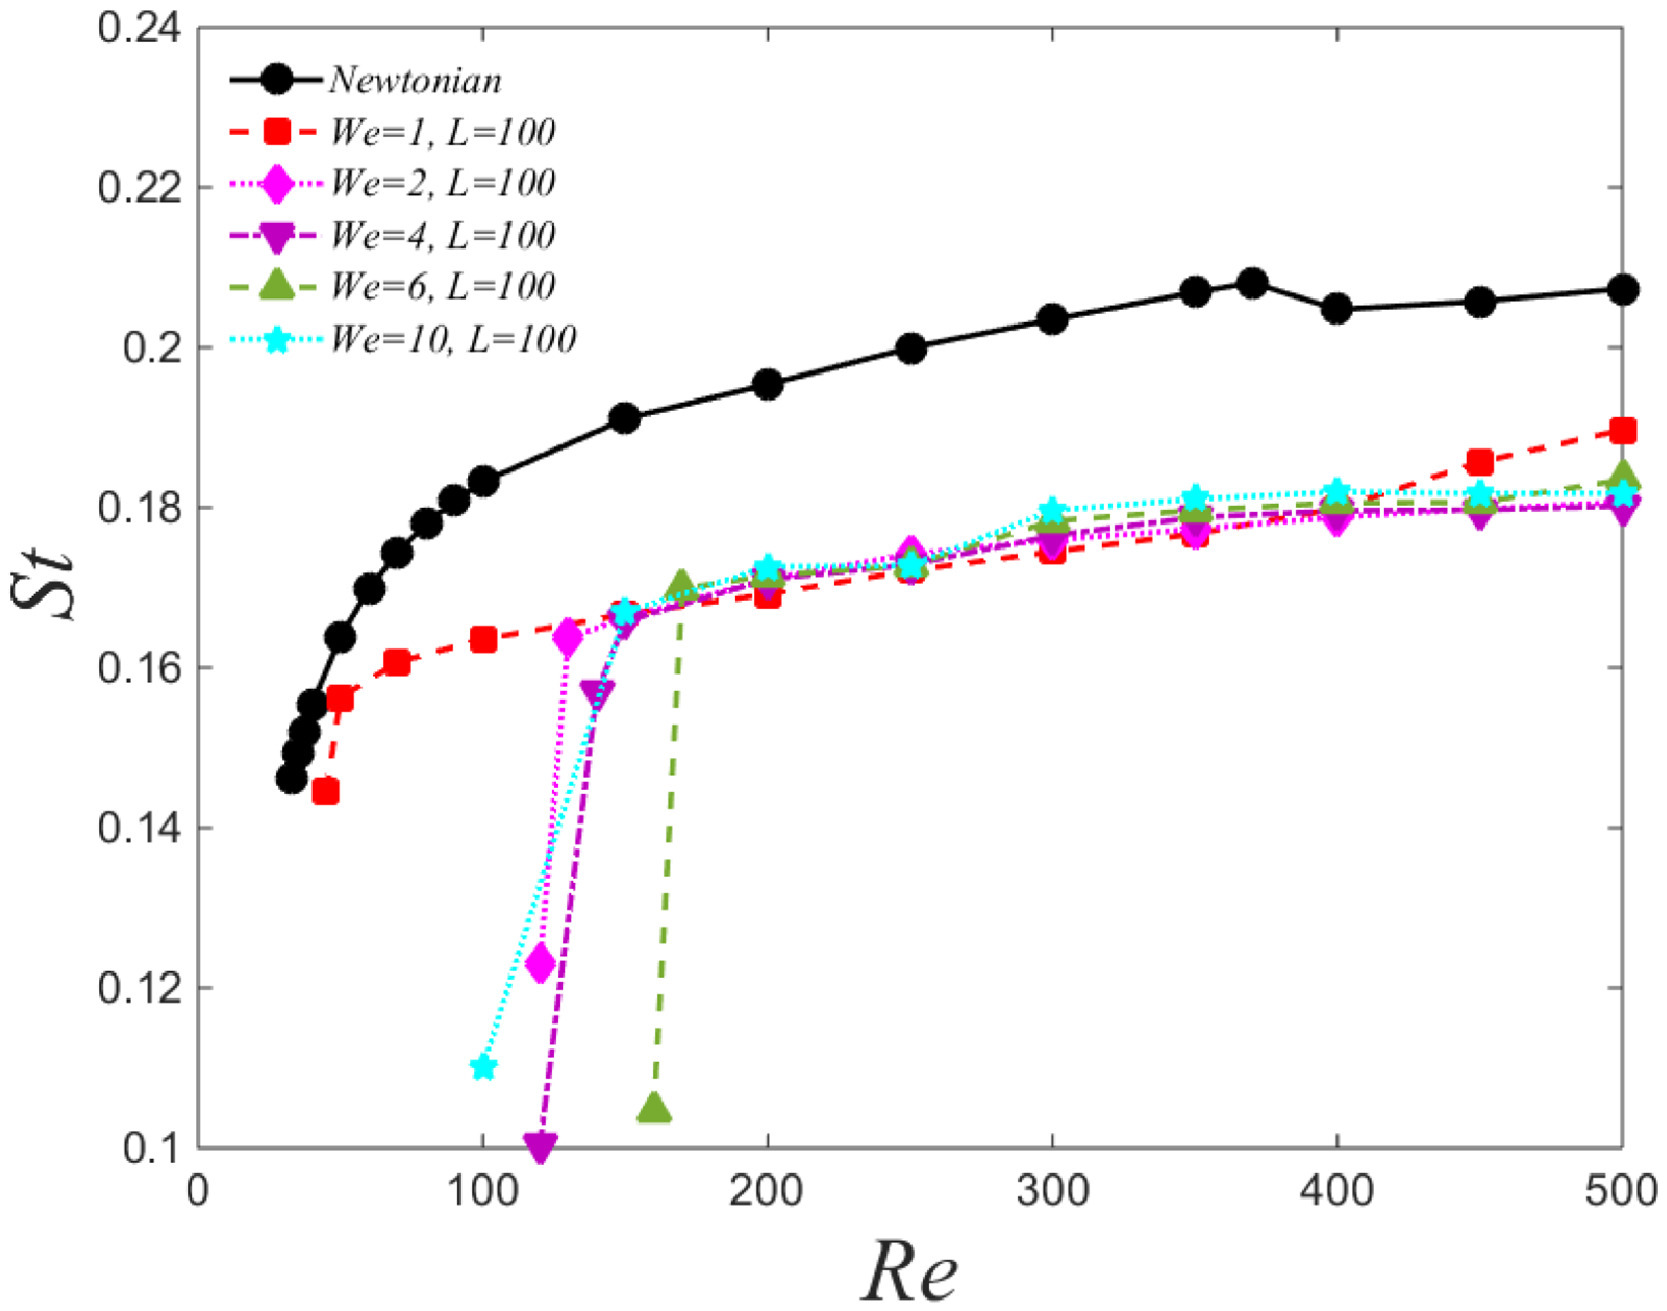 0.24
0.22
0.2
0.18
0.16
0.14
0.12
0.1
St
Newtonian
We=1, L=100
We=2, L=100
We=4, L=100
We=6, L=100
We=10, L=100
0 100 200 300 400 500
Re